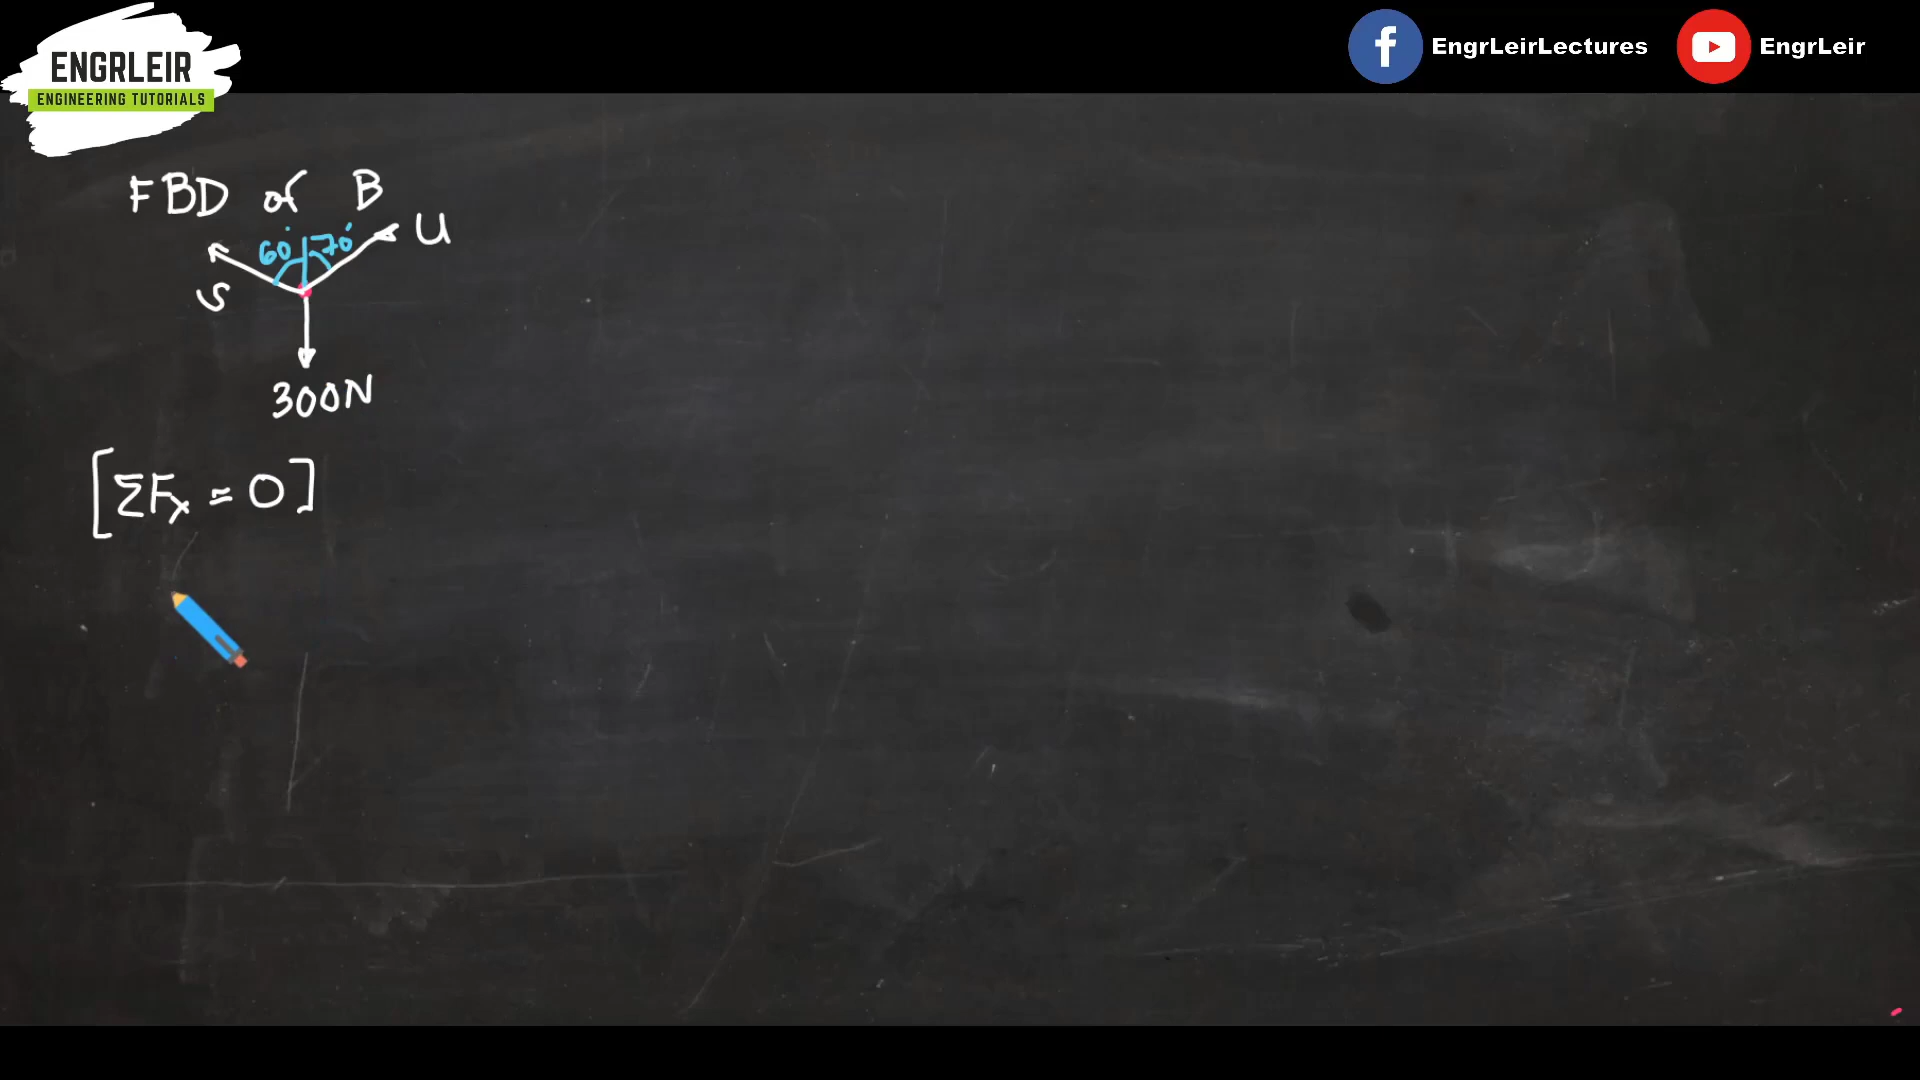 ENGRLEIR
ENGINEERING TUTORIALS
EngrLeirLectures
EngrLeir
FBD of B
60° 70° U
S
300N
[ΣFx = 0]